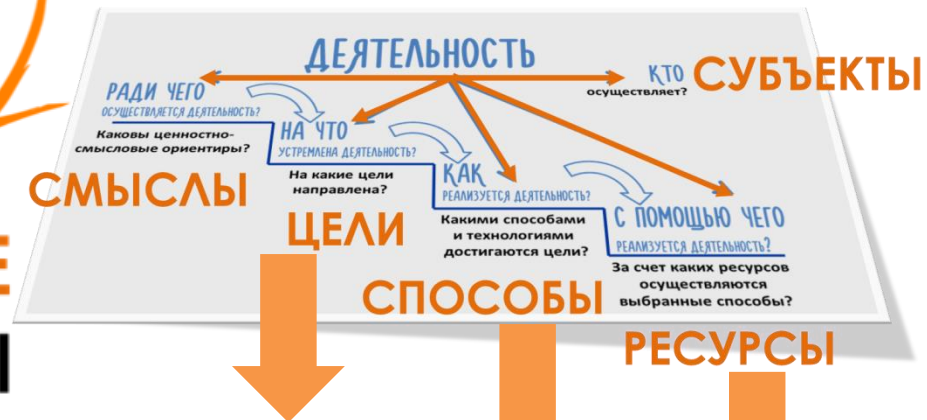 ДЕЯТЕЛЬНОСТЬ
РАДИ ЧЕГО
ОСУЩЕСТВЛЯЕТСЯ ДЕЯТЕЛЬНОСТЬ?
Каковы ценностно-
смысловые ориентиры?
СМЫСЛЫ
НА ЧТО
УСТРЕМЛЕНА ДЕЯТЕЛЬНОСТЬ?
На какие цели
направлена?
ЦЕЛИ
КАК
РЕАЛИЗУЕТСЯ ДЕЯТЕЛЬНОСТЬ?
Какими способами
и технологиями
достигаются цели?
СПОСОБЫ
С ПОМОЩЬЮ ЧЕГО
РЕАЛИЗУЕТСЯ ДЕЯТЕЛЬНОСТЬ?
За счет каких ресурсов
осуществляются
выбранные способы?
РЕСУРСЫ
КТО
осуществляет?
СУБЪЕКТЫ